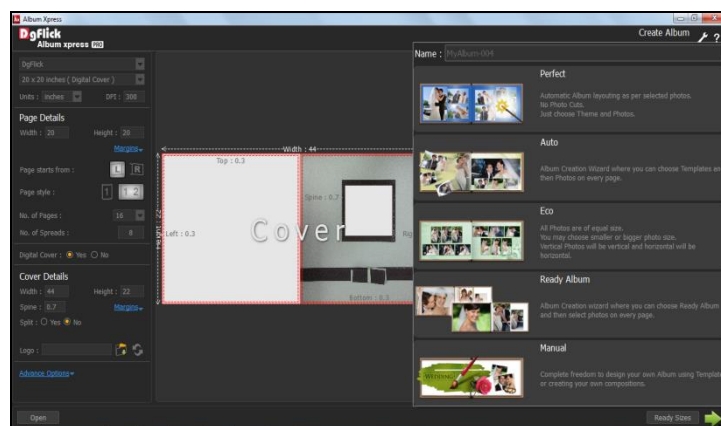 Album Xpress
DgFlick
Album xpress PRO
Create Album
?
DgFlick
20 x 20 inches ( Digital Cover )
Units : inches
DPI : 300
Page Details
Width : 20
Height : 20
Margins
Page starts from :
L
R
Page style :
1
1 2
No. of Pages :
16
No. of Spreads :
8
Digital Cover : Yes No
Cover Details
Width : 44
Height : 22
Spine : 0.7
Margins
Split : Yes No
Logo :
Advance Options
Open
Width : 44
Top : 0.3
Height : 22
Left : 0.3
Spine : 0.7
Cover
Rig
Bottom : 0.3
Name : MyAlbum-004
Perfect
Automatic Album layouting as per selected photos.
No Photo Cuts.
Just choose Theme and Photos.
Auto
Album Creation Wizard where you can choose Templates an
then Photos on every page.
Eco
All Photos are of equal size.
You may choose smaller or bigger photo size.
Vertical Photos will be vertical and horizontal will be
horizontal.
Ready Album
Album Creation wizard where you can choose Ready Album
and then select photos on every page.
WEDDING
Manual
Complete freedom to design your own Album using Template
or creating your own compositions.
Ready Sizes